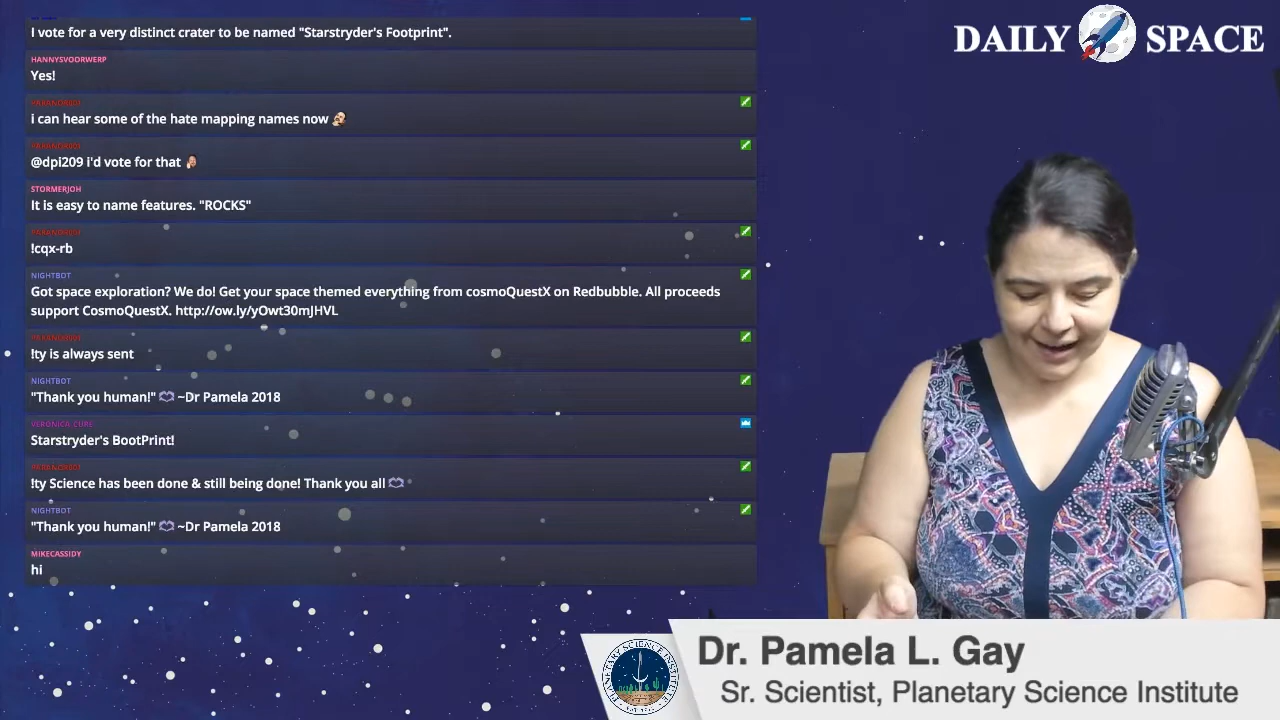 I vote for a very distinct crater to be named "Starstryder's Footprint".
HANNYSVOORWERP
Yes!
i can hear some of the hate mapping names now
@dpi209 i'd vote for that
STORMERJOH
It is easy to name features. "ROCKS"
!cqx-rb
NIGHTBOT
Got space exploration? We do! Get your space themed everything from cosmoQuestX on Redbubble. All proceeds
support CosmoQuestX. http://ow.ly/yOwt30mJHVL
!ty is always sent
NIGHTBOT
"Thank you human!" ~Dr Pamela 2018
VERONICA_CURE
Starstryder's BootPrint!
!ty Science has been done & still being done! Thank you all
NIGHTBOT
"Thank you human!" ~Dr Pamela 2018
MIKECASSIDY
hi
DAILY SPACE
Dr. Pamela L. Gay
Sr. Scientist, Planetary Science Institute